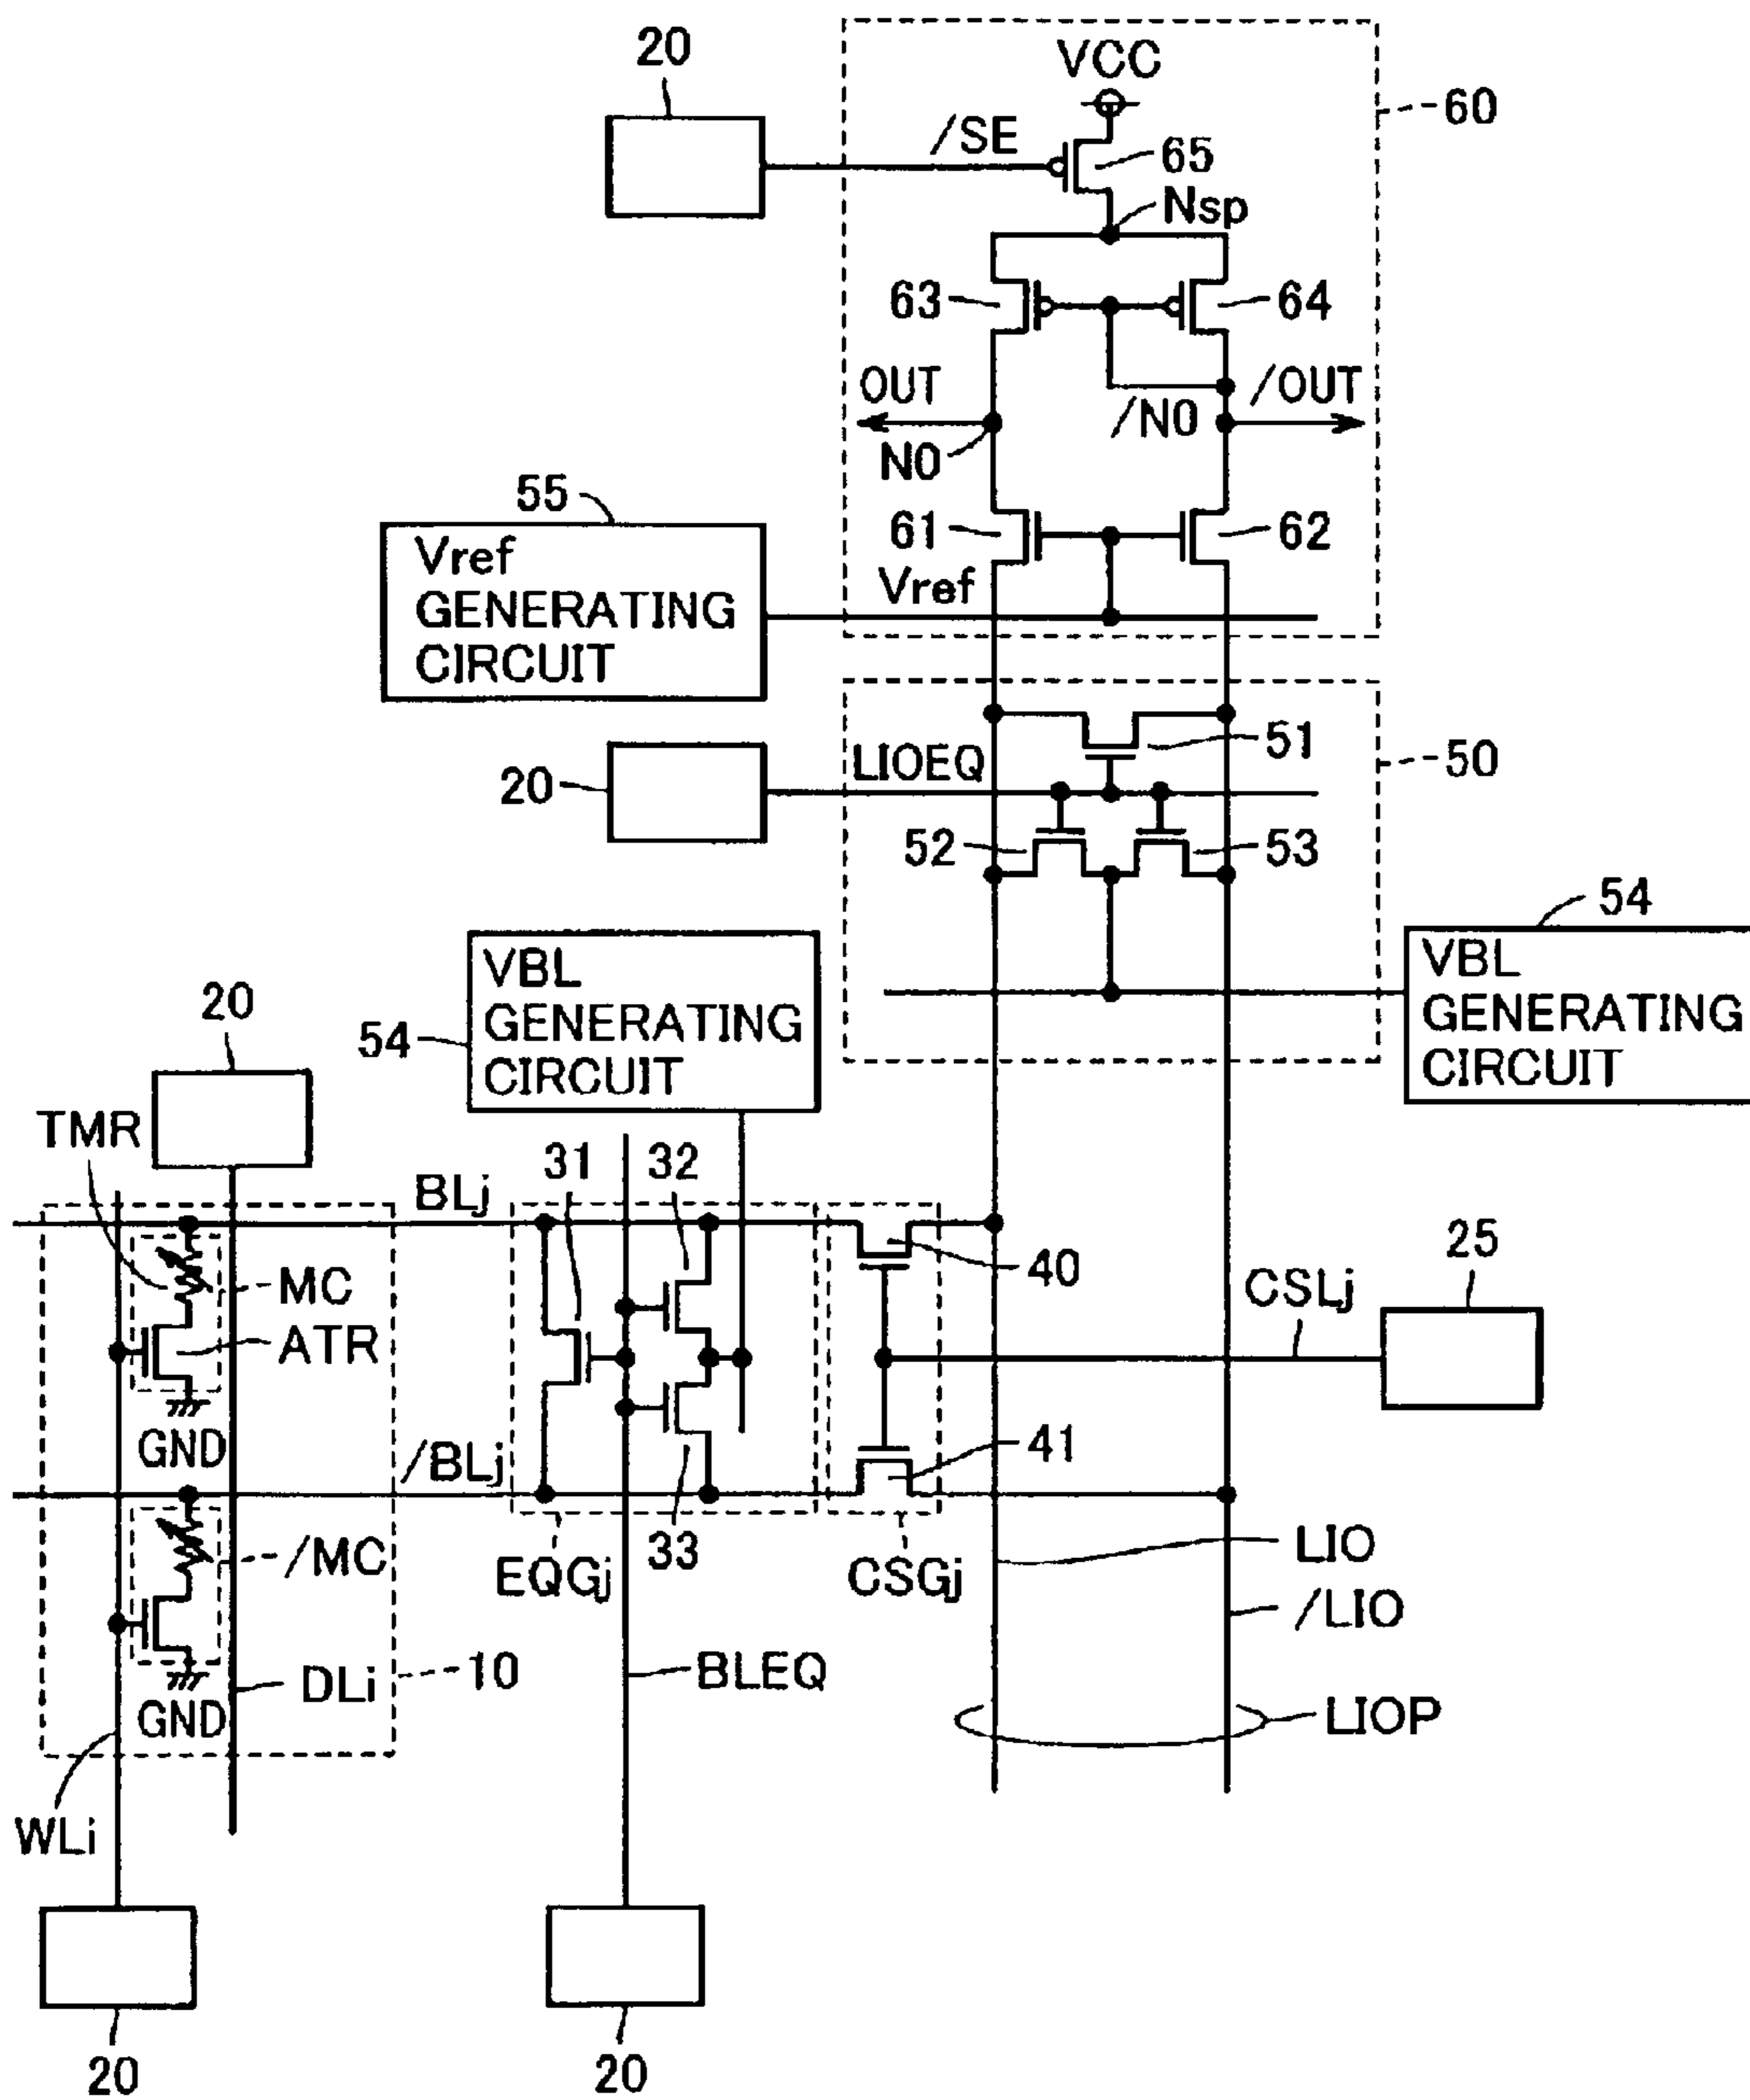 20
VCC
60
/SE
65
Nsp
63
64
OUT
/OUT
/N0
N0
55
61
62
Vref
GENERATING
CIRCUIT
Vref
51
LIOEQ
50
20
52
53
54
VBL
GENERATING
CIRCUIT
54
VBL
GENERATING
CIRCUIT
20
TMR
31
32
BLj
40
25
MC
CSLj
ATR
GND
/BLj
41
33
LIO
/MC
EQGj
CSGj
/LIO
10
BLEQ
DLi
GND
LIOP
WLi
20
20